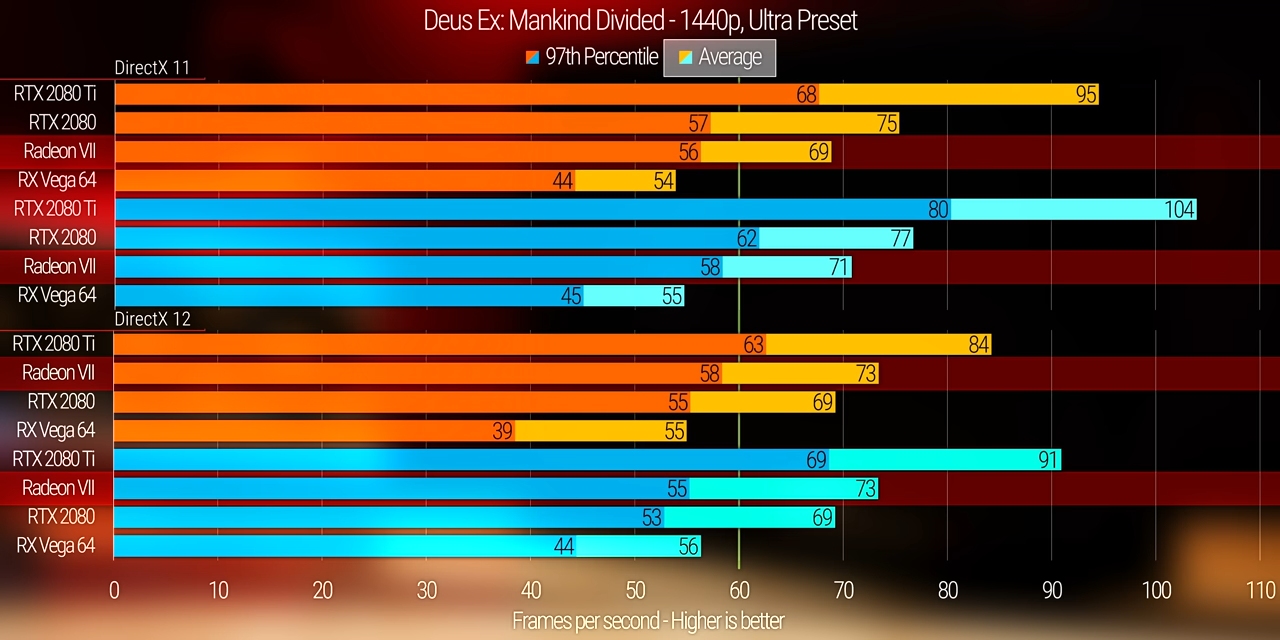 Deus Ex: Mankind Divided - 1440p, Ultra Preset
97th Percentile Average
DirectX 11
RTX 2080 Ti 68 95
RTX 2080 57 75
Radeon VII 56 69
RX Vega 64 44 54
RTX 2080 Ti 80 104
RTX 2080 62 77
Radeon VII 58 71
RX Vega 64 45 55
DirectX 12
RTX 2080 Ti 63 84
Radeon VII 58 73
RTX 2080 55 69
RX Vega 64 39 55
RTX 2080 Ti 69 91
Radeon VII 55 73
RTX 2080 53 69
RX Vega 64 44 56
0 10 20 30 40 50 60 70 80 90 100 110
Frames per second - Higher is better